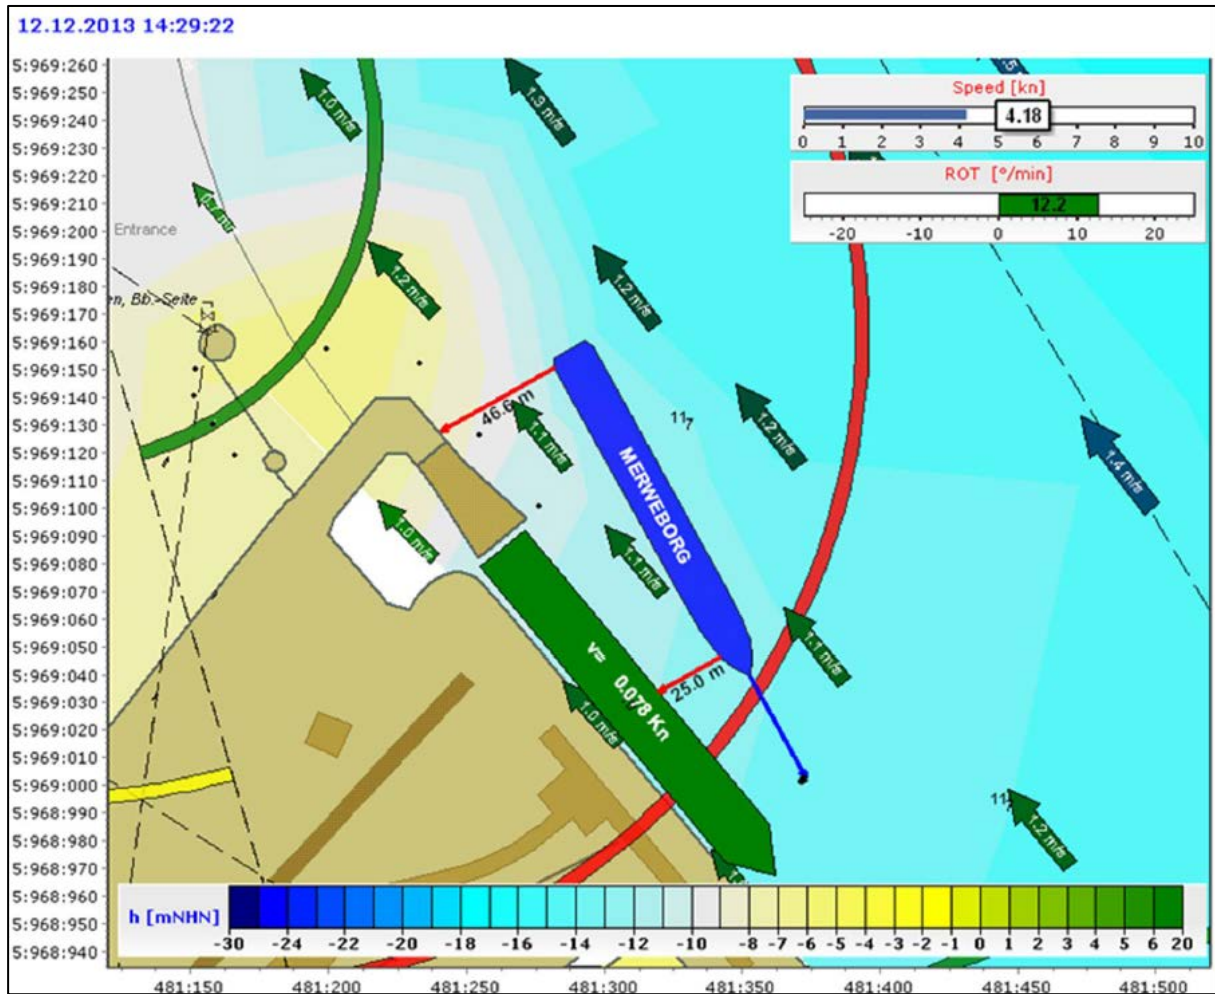 12.12.2013 14:29:22
5:969:260
5:969:250
5:969:240
5:969:230
5:969:220
5:969:210
5:969:200
5:969:190
5:969:180
5:969:170
5:969:160
5:969:150
5:969:140
5:969:130
5:969:120
5:969:110
5:969:100
5:969:090
5:969:080
5:969:070
5:969:060
5:969:050
5:969:040
5:969:030
5:969:020
5:969:010
5:969:000
5:968:990
5:968:980
5:968:970
5:968:960
5:968:950
5:968:940
Speed [kn]
4.18
0 1 2 3 4 5 6 7 8 9 10
ROT [°/min]
12.2
-20 -10 0 10 20
1.0 m/s
1.3 m/s
Entrance
1.2 m/s
1.2 m/s
n, Bb.-Seite
46.6 m
1.1 m/s
11₇
1.2 m/s
1.4 m/s
MERWEBORG
1.0 m/s
1.1 m/s
1.1 m/s
25.0 m
v= 0.078 Kn
1.0 m/s
1.2 m/s
h [mNHN]
-30 -24 -22 -20 -18 -16 -14 -12 -10 -8 -7 -6 -5 -4 -3 -2 -1 0 1 2 3 4 5 6 20
481:150 481:200 481:250 481:300 481:350 481:400 481:450 481:500